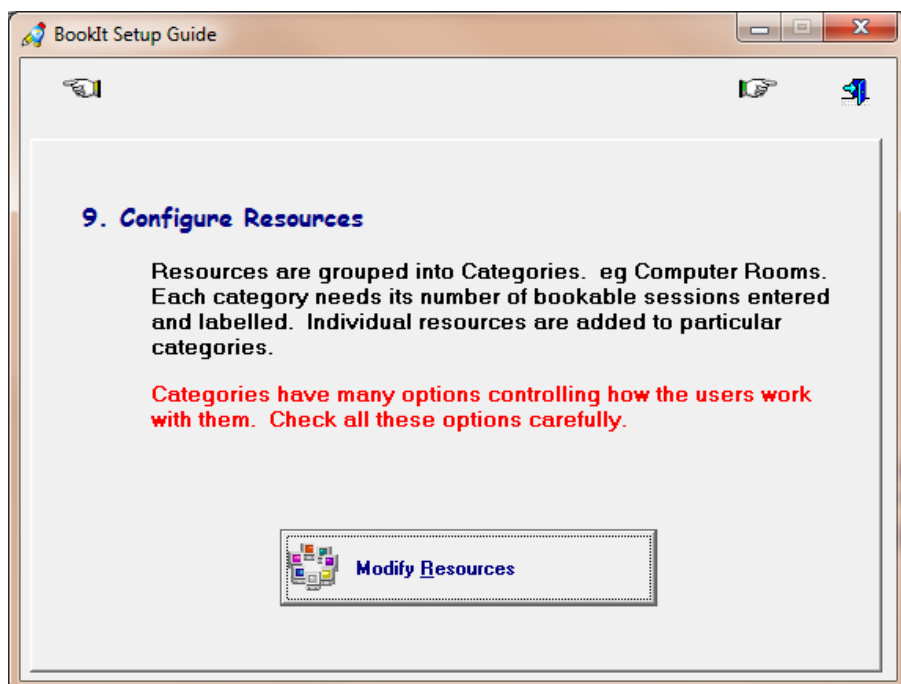 BookIt Setup Guide
9. Configure Resources
Resources are grouped into Categories.  eg Computer Rooms.
Each category needs its number of bookable sessions entered
and labelled.  Individual resources are added to particular
categories.
Categories have many options controlling how the users work
with them.  Check all these options carefully.
Modify Resources